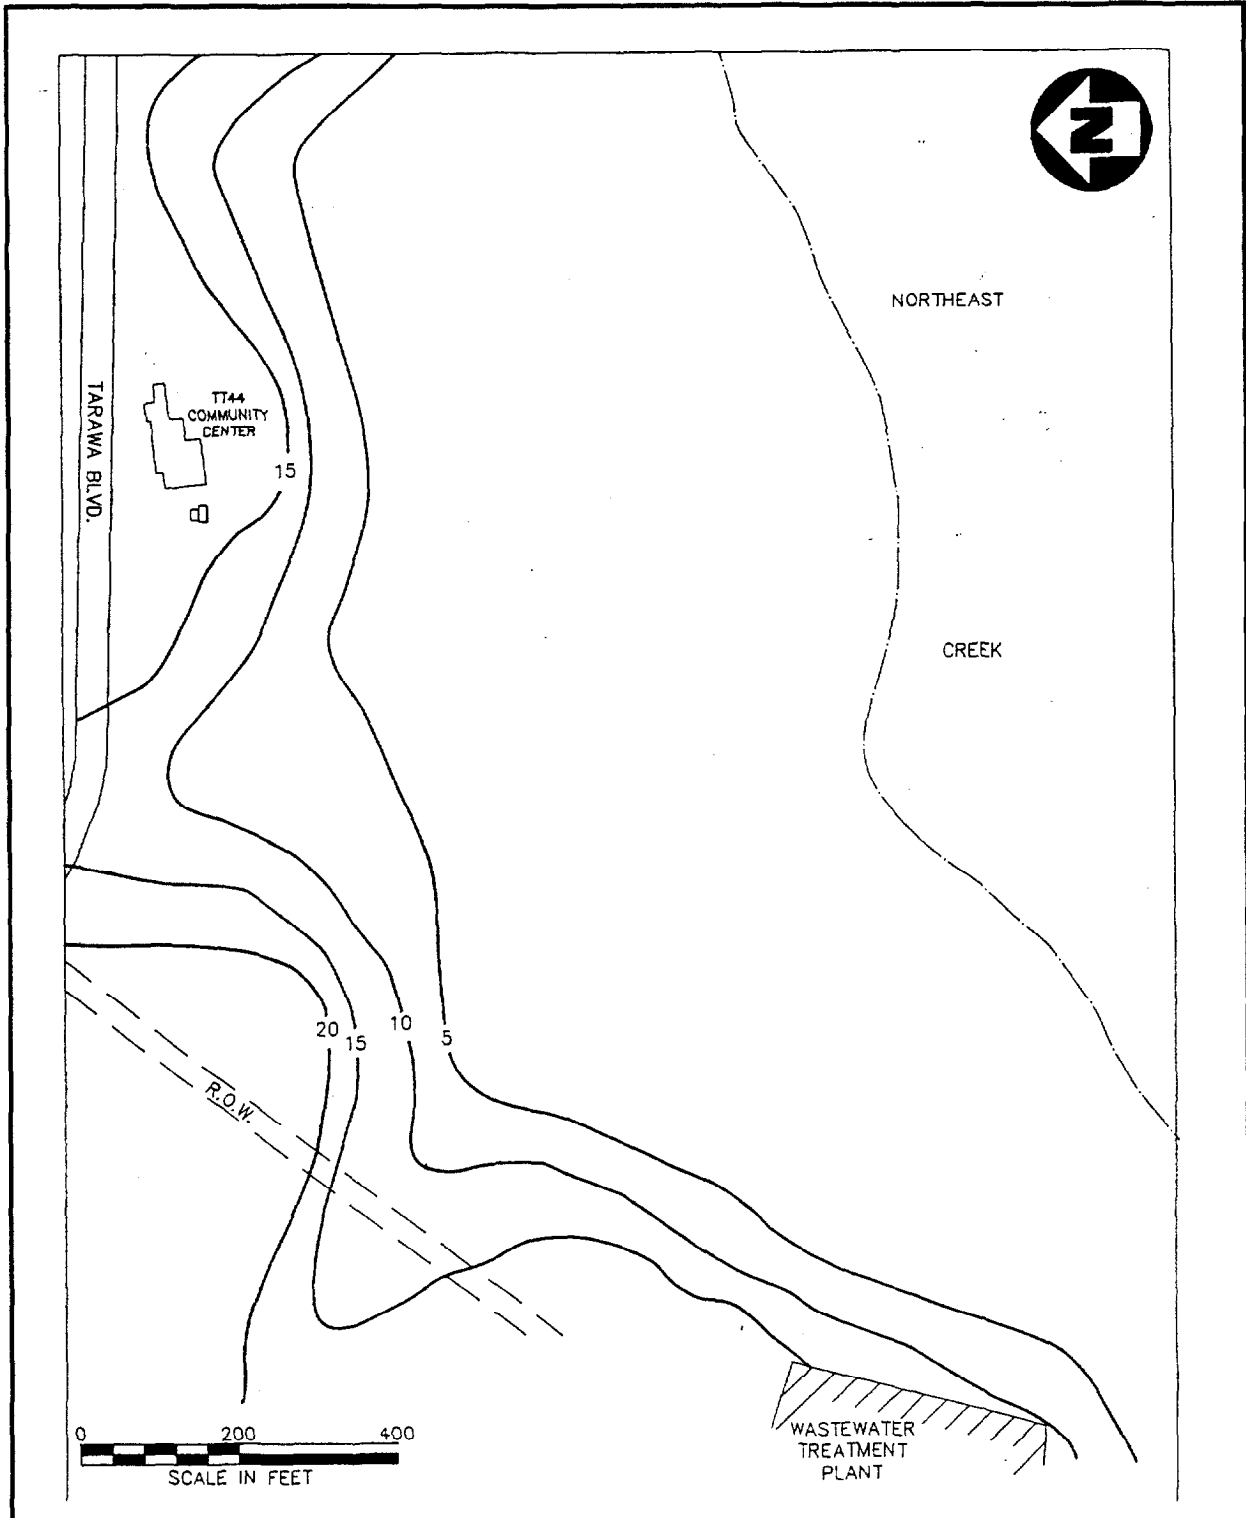 N
NORTHEAST
TARAWA BLVD.
TT44
COMMUNITY
CENTER
15
CREEK
20
15
10
5
R.O.W.
0 200 400
SCALE IN FEET
WASTEWATER
TREATMENT
PLANT